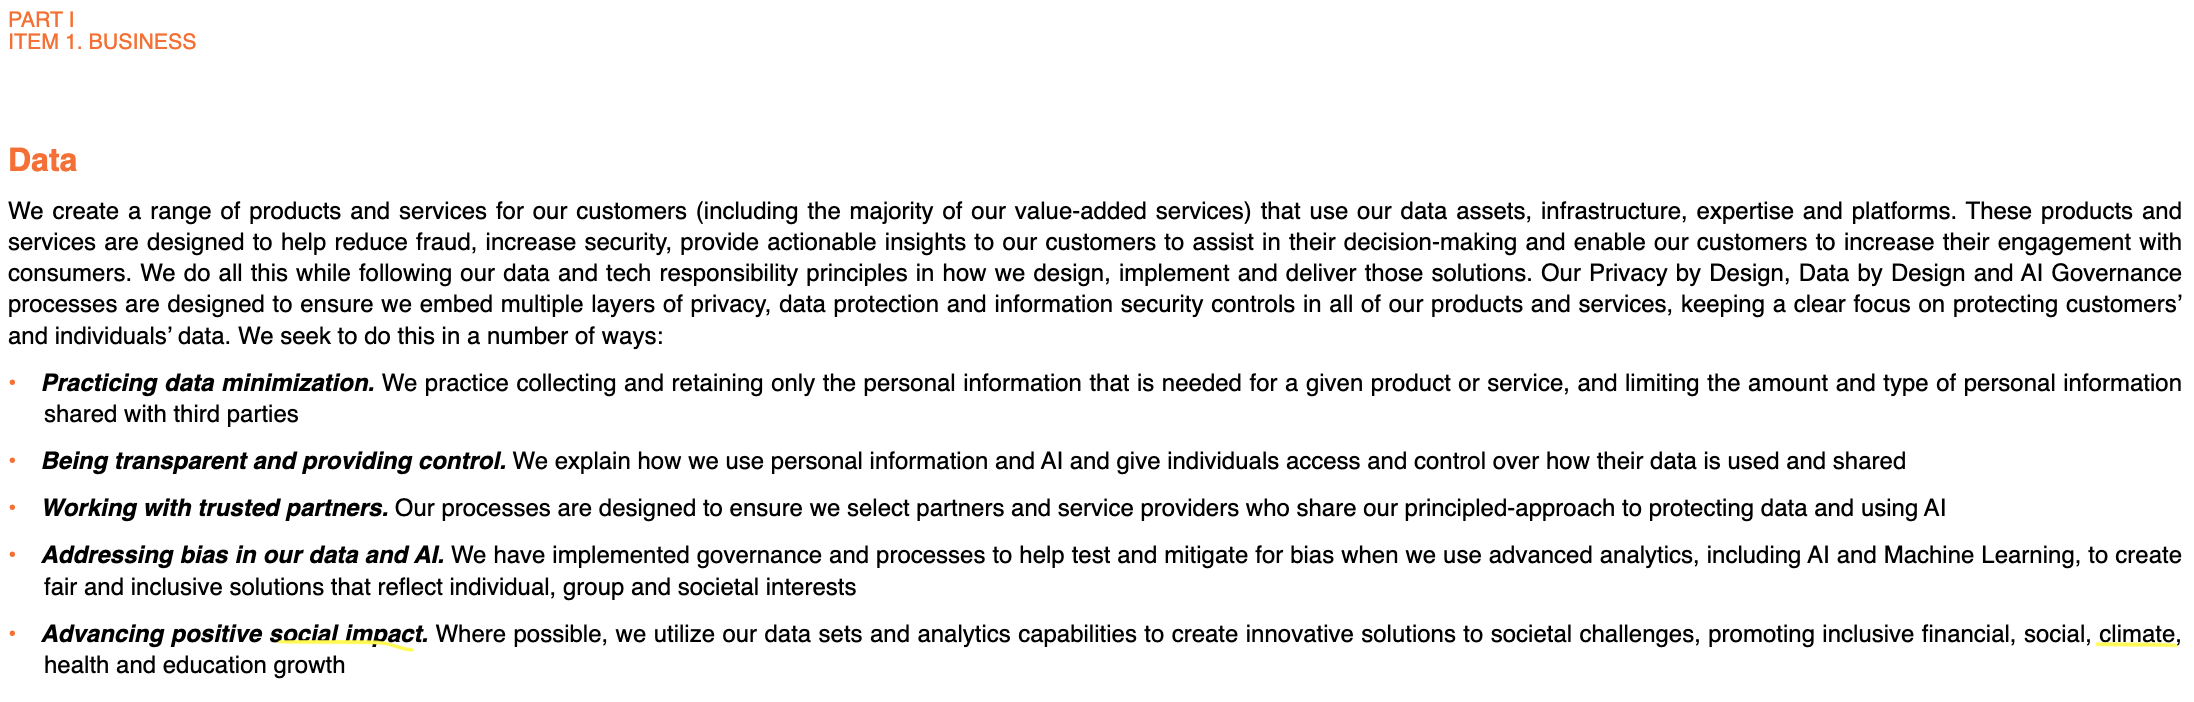 PART I
ITEM 1. BUSINESS
Data
We create a range of products and services for our customers (including the majority of our value-added services) that use our data assets, infrastructure, expertise and platforms. These products and
services are designed to help reduce fraud, increase security, provide actionable insights to our customers to assist in their decision-making and enable our customers to increase their engagement with
consumers. We do all this while following our data and tech responsibility principles in how we design, implement and deliver those solutions. Our Privacy by Design, Data by Design and AI Governance
processes are designed to ensure we embed multiple layers of privacy, data protection and information security controls in all of our products and services, keeping a clear focus on protecting customers’
and individuals’ data. We seek to do this in a number of ways:
• Practicing data minimization. We practice collecting and retaining only the personal information that is needed for a given product or service, and limiting the amount and type of personal information
shared with third parties
• Being transparent and providing control. We explain how we use personal information and AI and give individuals access and control over how their data is used and shared
• Working with trusted partners. Our processes are designed to ensure we select partners and service providers who share our principled-approach to protecting data and using AI
• Addressing bias in our data and AI. We have implemented governance and processes to help test and mitigate for bias when we use advanced analytics, including AI and Machine Learning, to create
fair and inclusive solutions that reflect individual, group and societal interests
• Advancing positive social impact. Where possible, we utilize our data sets and analytics capabilities to create innovative solutions to societal challenges, promoting inclusive financial, social, climate,
health and education growth